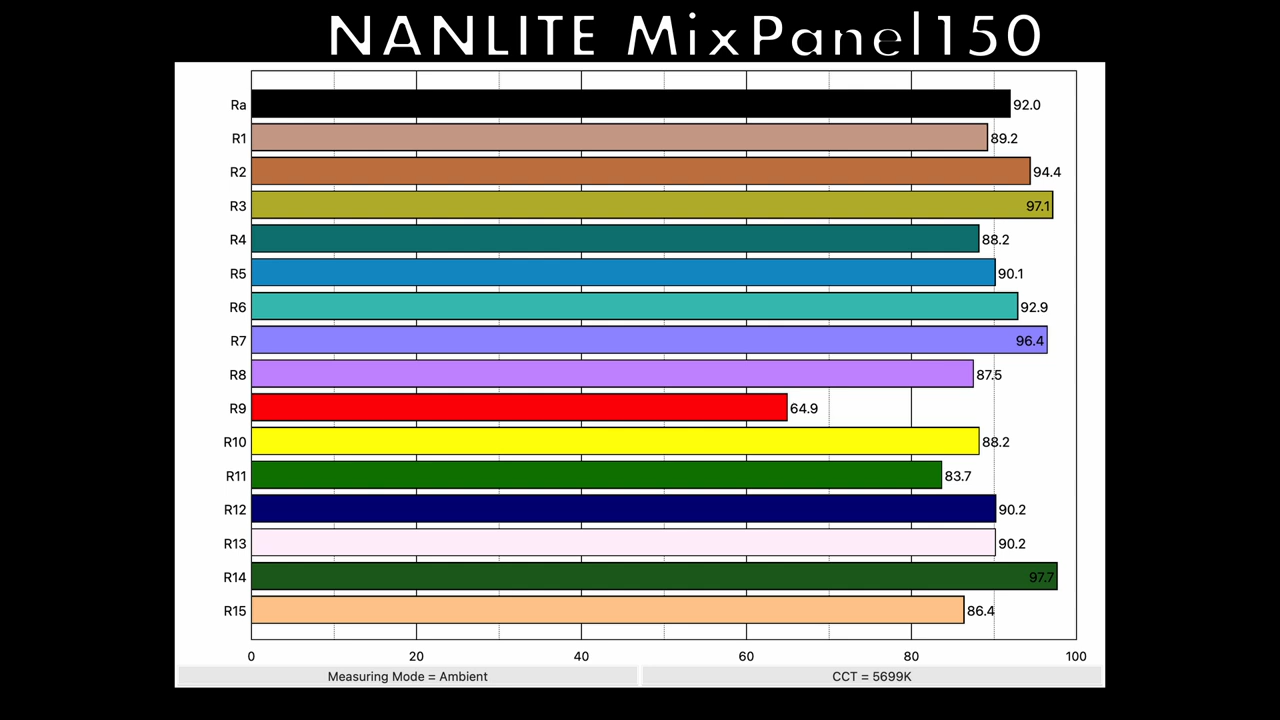 NANLITE MixPanel150
Ra 92.0
R1 89.2
R2 94.4
R3 97.1
R4 88.2
R5 90.1
R6 92.9
R7 96.4
R8 87.5
R9 64.9
R10 88.2
R11 83.7
R12 90.2
R13 90.2
R14 97.7
R15 86.4
0 20 40 60 80 100
Measuring Mode = Ambient CCT = 5699K